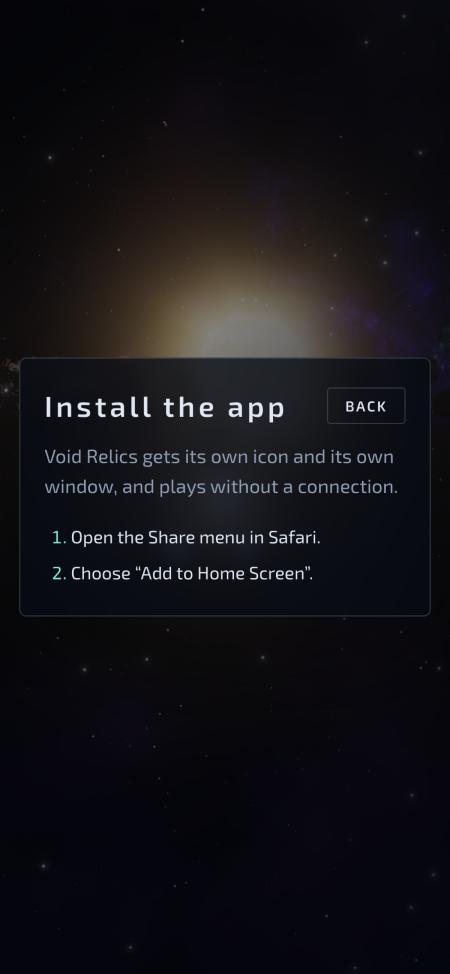 Install the app
BACK
Void Relics gets its own icon and its own
window, and plays without a connection.
1. Open the Share menu in Safari.
2. Choose “Add to Home Screen”.